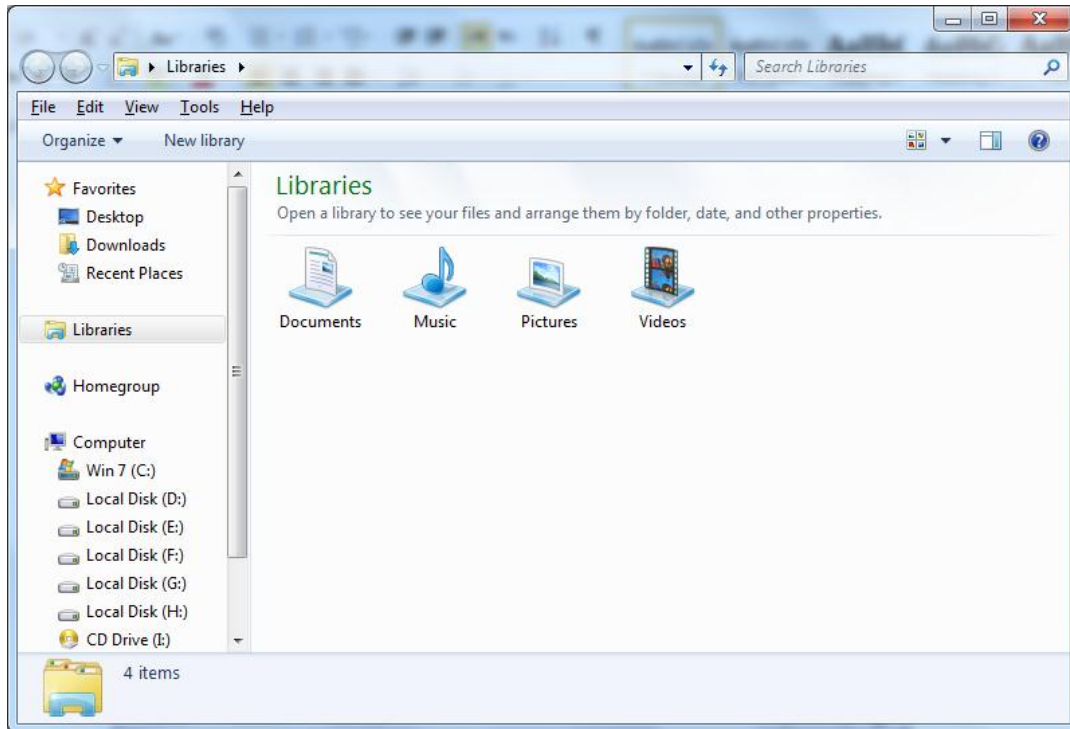 Libraries
Search Libraries
File Edit View Tools Help
Organize New library
Favorites
Desktop
Downloads
Recent Places
Libraries
Homegroup
Computer
Win 7 (C:)
Local Disk (D:)
Local Disk (E:)
Local Disk (F:)
Local Disk (G:)
Local Disk (H:)
CD Drive (I:)
Libraries
Open a library to see your files and arrange them by folder, date, and other properties.
Documents Music Pictures Videos
4 items